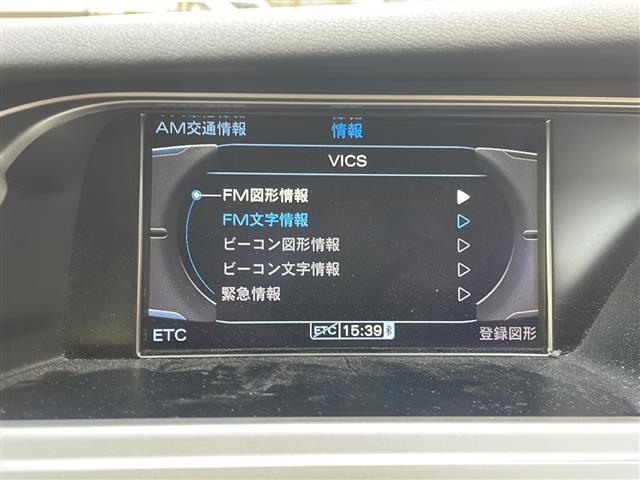 AM交通情報
情報
VICS
FM図形情報
FM文字情報
ビーコン図形情報
ビーコン文字情報
緊急情報
ETC
ETC 15:39
登録図形